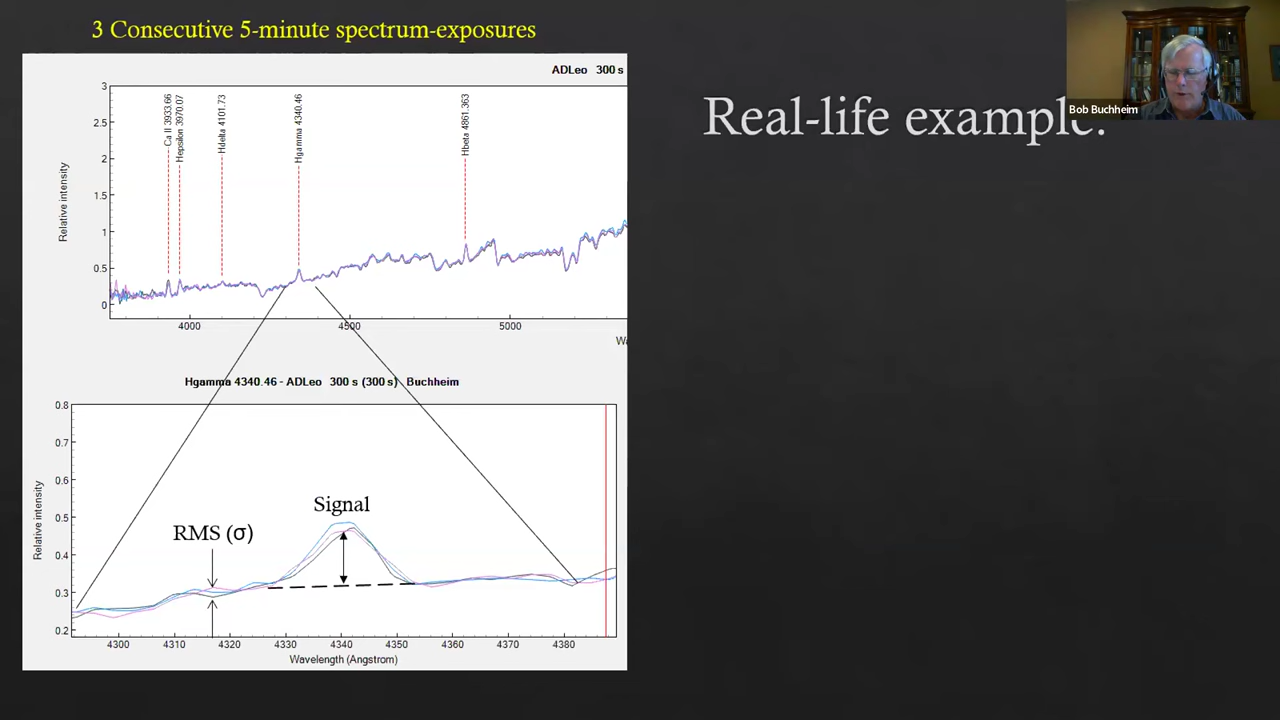 3 Consecutive 5-minute spectrum-exposures
ADLeo 300 s
Relative intensity
3
2.5
2
1.5
1
0.5
0
Ca II 3933.66
Hepsilon 3970.07
Hdelta 4101.73
Hgamma 4340.46
Hbeta 4861.363
4000
4500
5000
Wa
Hgamma 4340.46 - ADLeo 300 s (300 s) Buchheim
Relative intensity
0.8
0.7
0.6
0.5
0.4
0.3
0.2
Signal
RMS (σ)
4300
4310
4320
4330
4340
4350
4360
4370
4380
Wavelength (Angstrom)
Real-life example:
Bob Buchheim